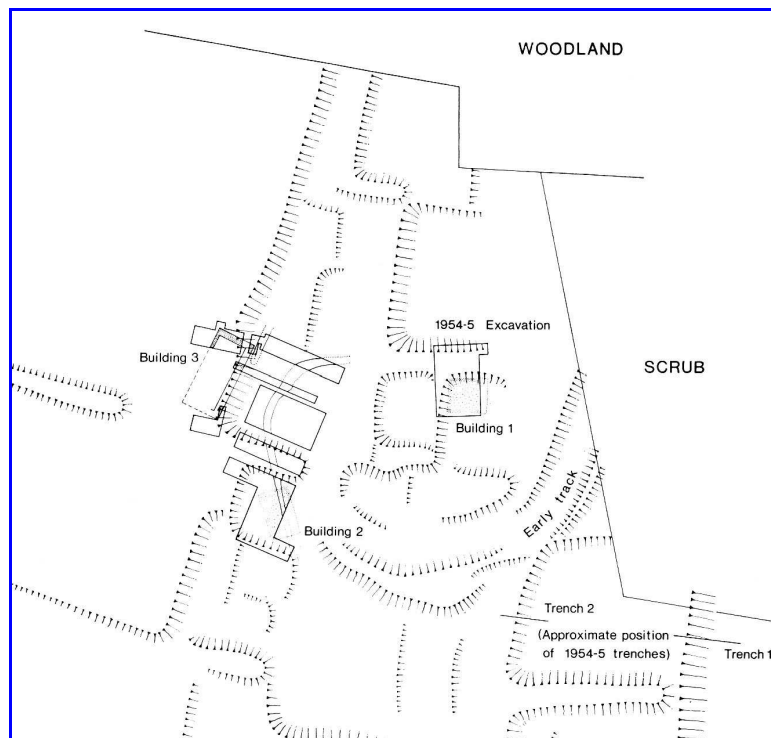 WOODLAND
1954-5 Excavation
Building 3
SCRUB
Building 1
Early track
Building 2
Trench 2
(Approximate position
of 1954-5 trenches)
Trench 1